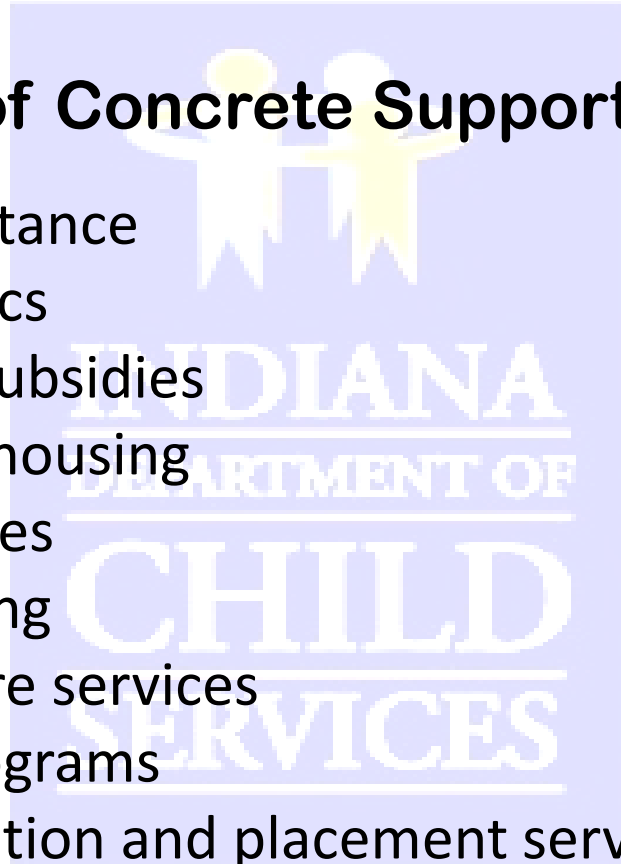 of Concrete Support
tance
cs
ubsidies
housing
es
ng
re services
grams
tion and placement serv
INDIANA
DEPARTMENT OF
CHILD
SERVICES